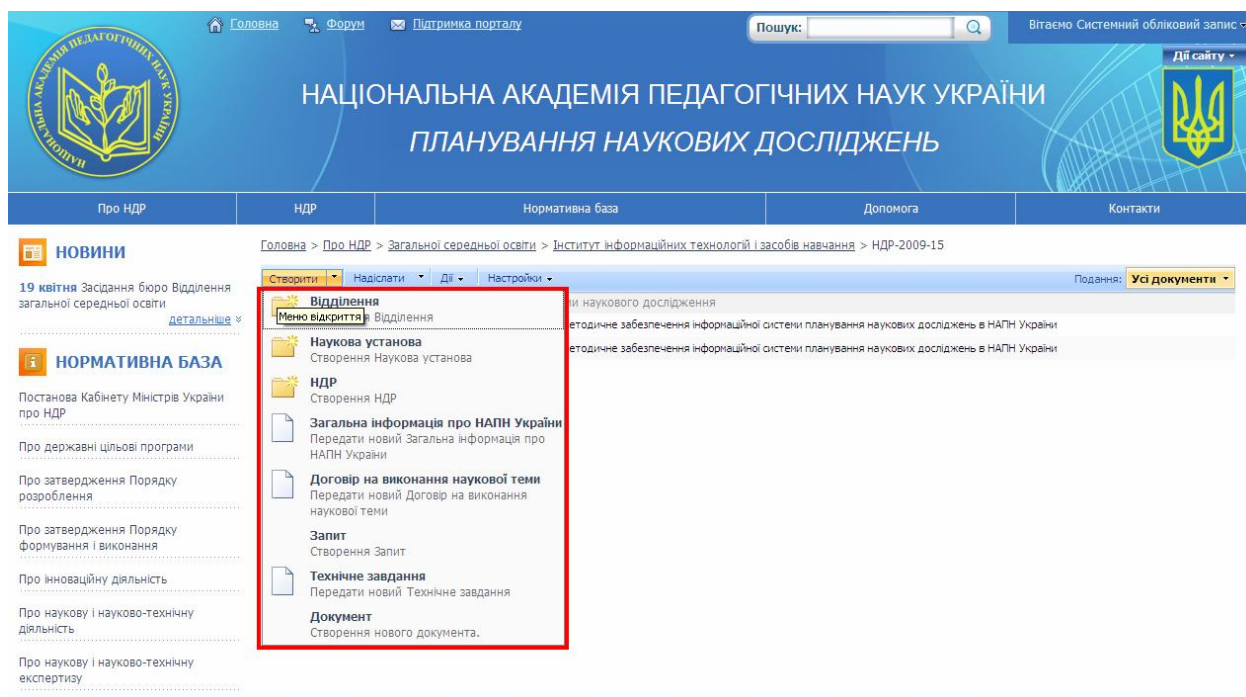 Головна Форум Підтримка порталу Пошук: Вітаємо Системний обліковий запис
Дії сайту
НАЦІОНАЛЬНА АКАДЕМІЯ ПЕДАГОГІЧНИХ НАУК УКРАЇНИ
ПЛАНУВАННЯ НАУКОВИХ ДОСЛІДЖЕНЬ
НАЦІОНАЛЬНА АКАДЕМІЯ ПЕДАГОГІЧНИХ НАУК УКРАЇНИ
Про НДР НДР Нормативна база Допомога Контакти
НОВИНИ
19 квітня Засідання бюро Відділення
загальної середньої освіти
детальніше
НОРМАТИВНА БАЗА
Постанова Кабінету Міністрів України
про НДР
Про державні цільові програми
Про затвердження Порядку
розроблення
Про затвердження Порядку
формування і виконання
Про інноваційну діяльність
Про наукову і науково-технічну
діяльність
Про наукову і науково-технічну
експертизу
Головна > Про НДР > Загальної середньої освіти > Інститут інформаційних технологій і засобів навчання > НДР-2009-15
Створити Надіслати Дії Настройки Подання: Усі документи
наукового дослідження
забезпечення інформаційної системи планування наукових досліджень в НАПН України
забезпечення інформаційної системи планування наукових досліджень в НАПН України
Відділення
Меню відкриття Відділення
Наукова установа
Створення Наукова установа
НДР
Створення НДР
Загальна інформація про НАПН України
Передати новий Загальна інформація про
НАПН України
Договір на виконання наукової теми
Передати новий Договір на виконання
наукової теми
Запит
Створення Запит
Технічне завдання
Передати новий Технічне завдання
Документ
Створення нового документа.